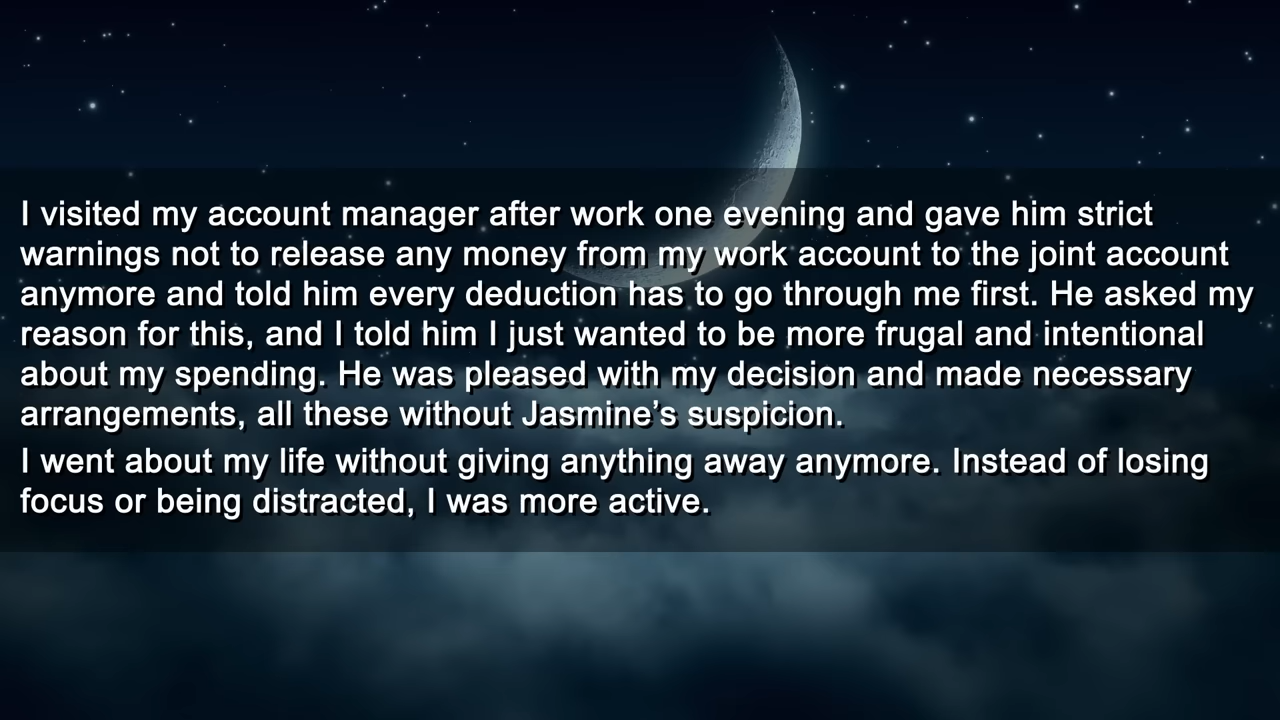 I visited my account manager after work one evening and gave him strict
warnings not to release any money from my work account to the joint account
anymore and told him every deduction has to go through me first. He asked my
reason for this, and I told him I just wanted to be more frugal and intentional
about my spending. He was pleased with my decision and made necessary
arrangements, all these without Jasmine’s suspicion.
I went about my life without giving anything away anymore. Instead of losing
focus or being distracted, I was more active.